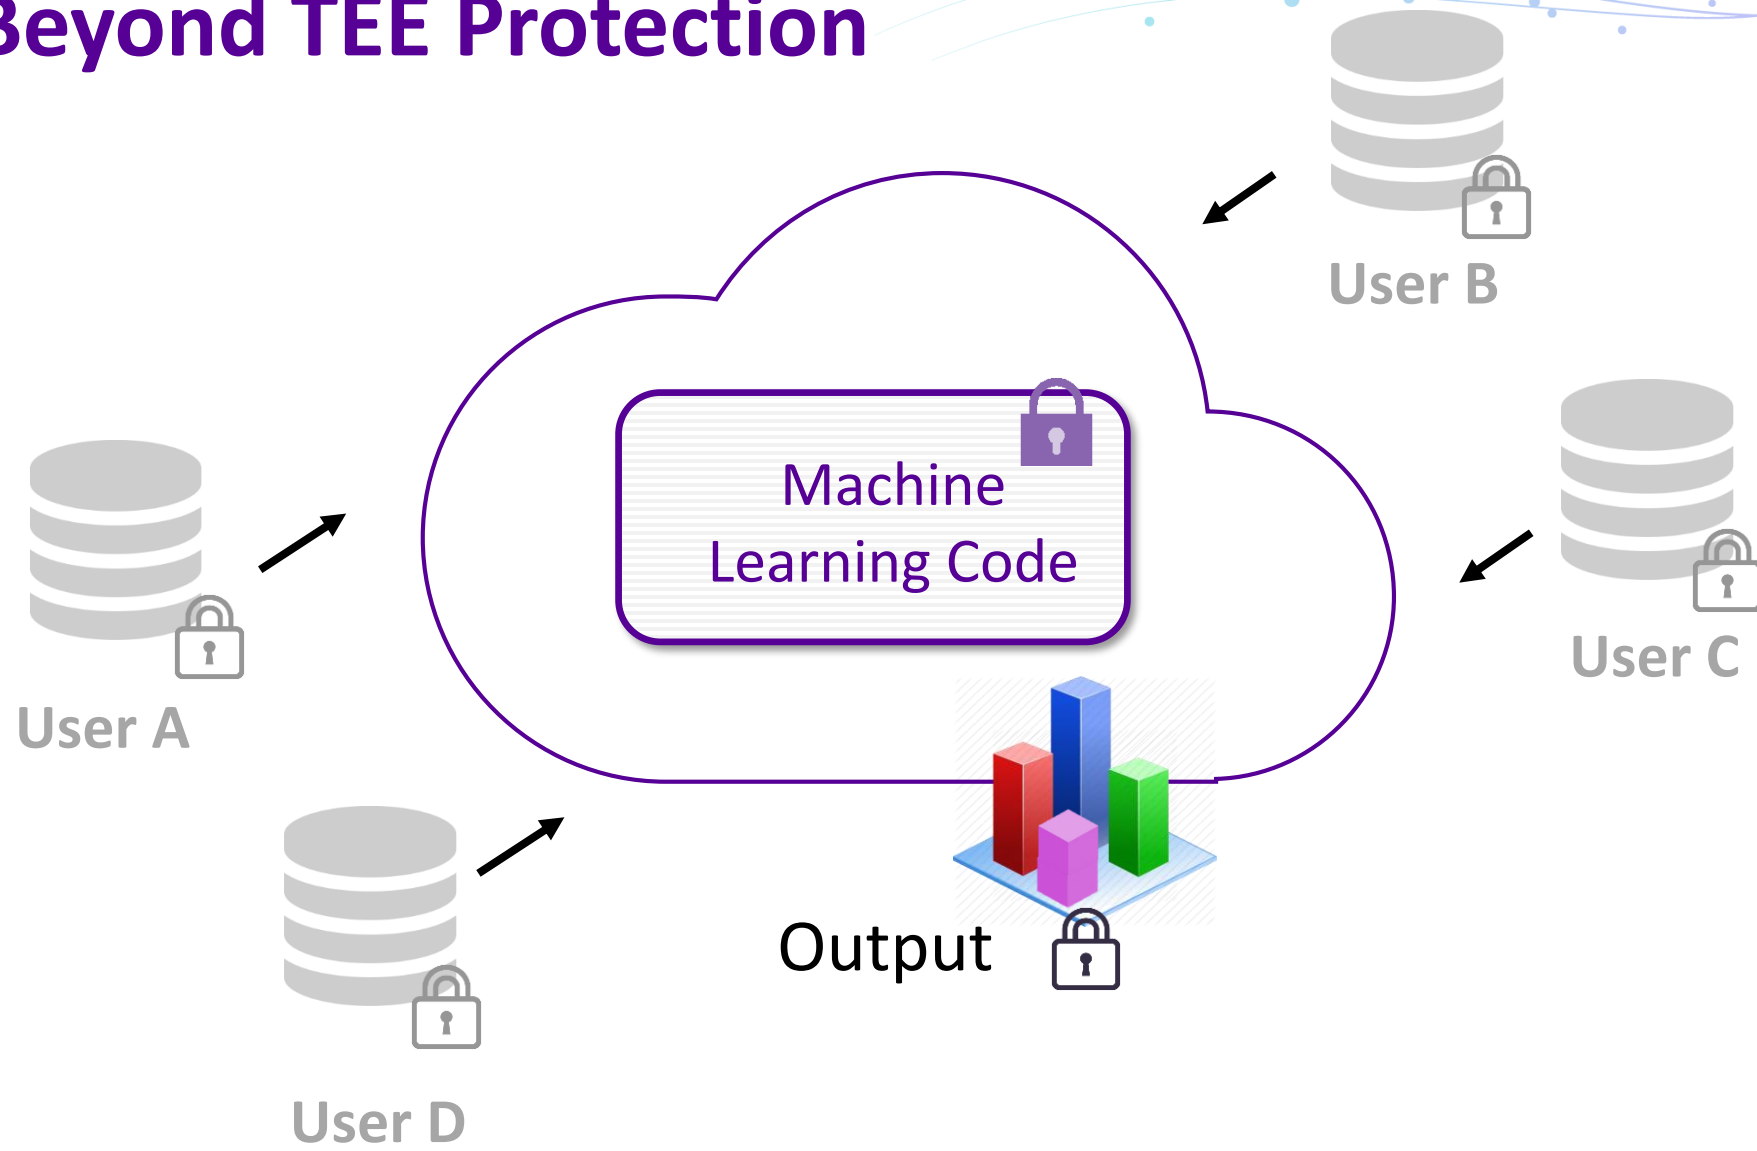 Beyond TEE Protection
User B
Machine
Learning Code
User C
User A
Output
User D